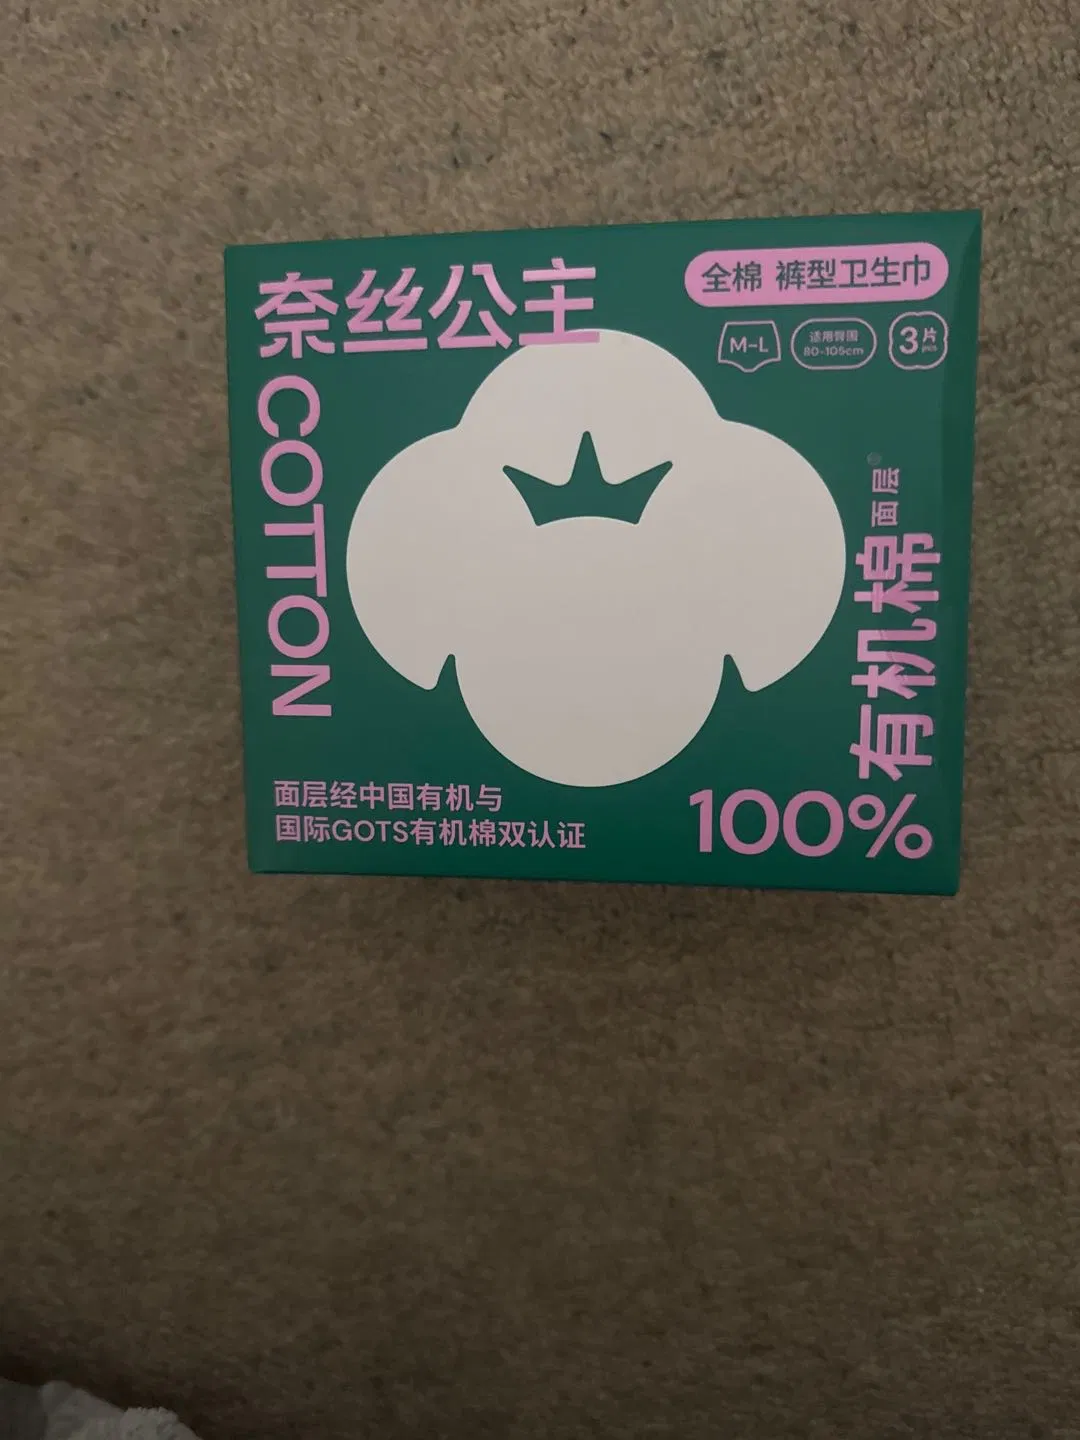 奈丝公主
COTTON
全棉 裤型卫生巾
M-L
适用臀围
80-105cm
3片
pcs
100%有机棉面层
面层经中国有机与
国际GOTS有机棉双认证